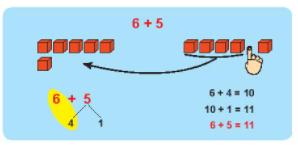 6 + 5
6 + 5
4 1
6 + 4 = 10
10 + 1 = 11
6 + 5 = 11